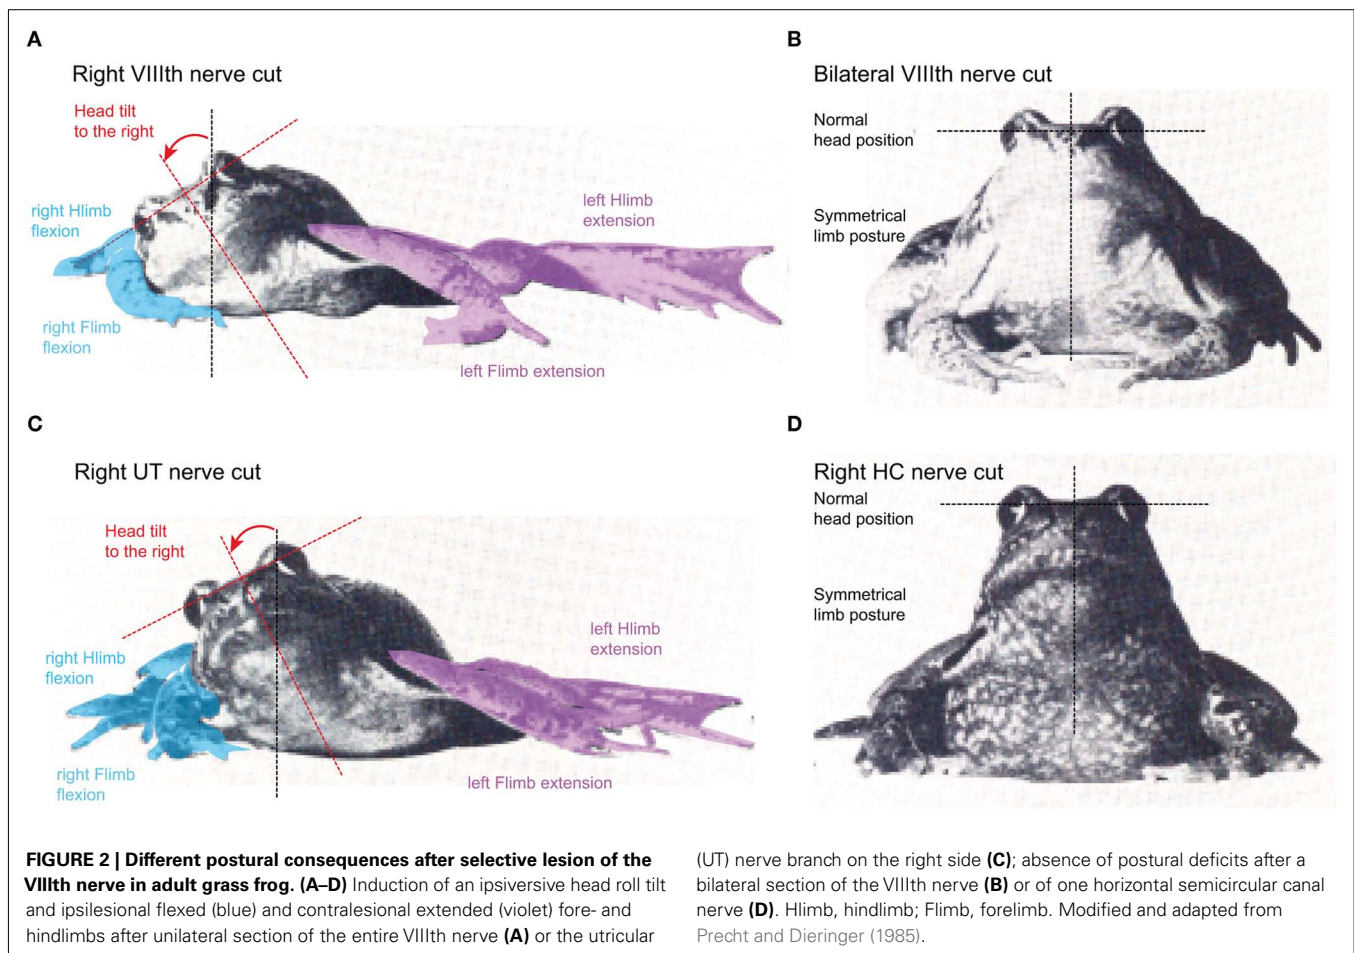 A
Right VIIIth nerve cut
Head tilt
to the right
right Hlimb
flexion
right Flimb
flexion
left Hlimb
extension
left Flimb extension
B
Bilateral VIIIth nerve cut
Normal
head position
Symmetrical
limb posture
C
Right UT nerve cut
Head tilt
to the right
right Hlimb
flexion
right Flimb
flexion
left Hlimb
extension
left Flimb extension
D
Right HC nerve cut
Normal
head position
Symmetrical
limb posture
FIGURE 2 | Different postural consequences after selective lesion of the
VIIIth nerve in adult grass frog. (A–D) Induction of an ipsiversive head roll tilt
and ipsilesional flexed (blue) and contralesional extended (violet) fore- and
hindlimbs after unilateral section of the entire VIIIth nerve (A) or the utricular
(UT) nerve branch on the right side (C); absence of postural deficits after a
bilateral section of the VIIIth nerve (B) or of one horizontal semicircular canal
nerve (D). Hlimb, hindlimb; Flimb, forelimb. Modified and adapted from
Precht and Dieringer (1985).